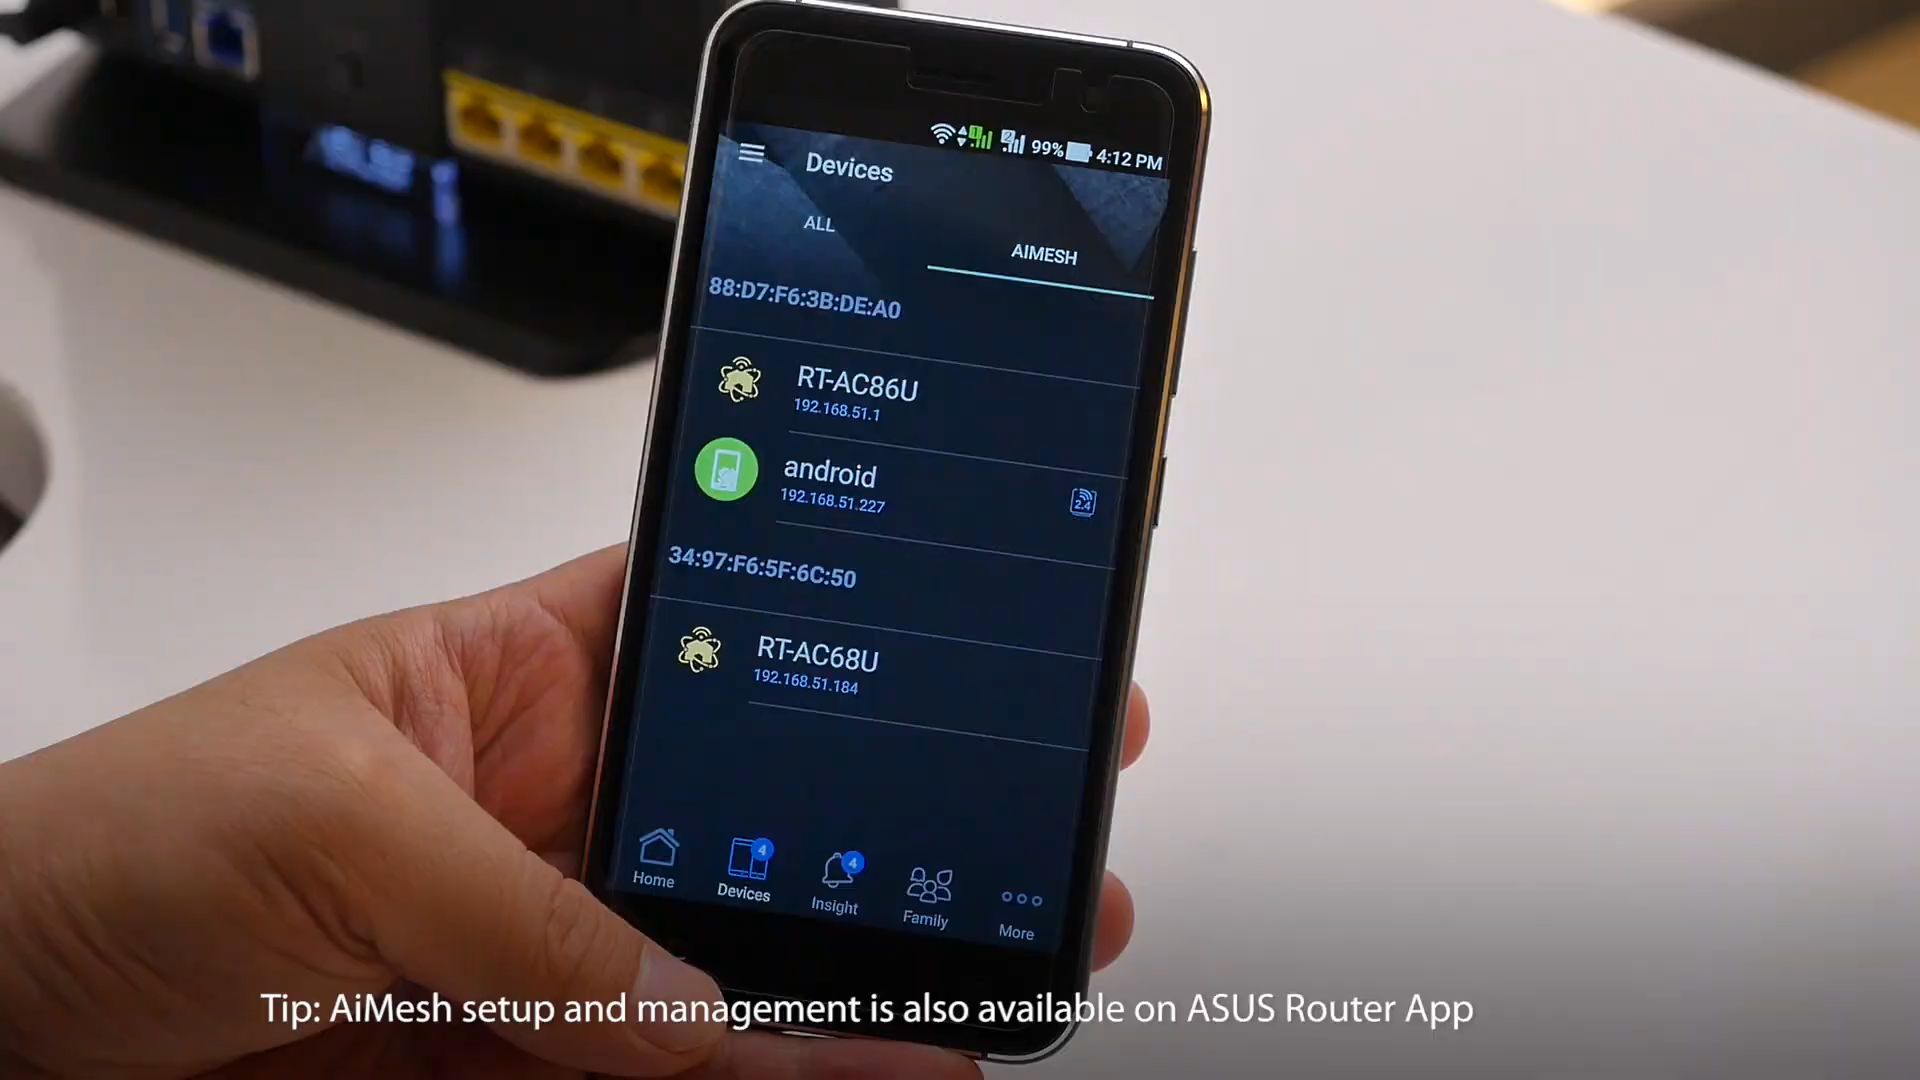 99% 4:12 PM
Devices
ALL
AIMESH
88:D7:F6:3B:DE:A0
RT-AC86U
192.168.51.1
android
192.168.51.227
2.4
34:97:F6:5F:6C:50
RT-AC68U
192.168.51.184
4
4
Home
Devices
Insight
Family
More
Tip: AiMesh setup and management is also available on ASUS Router App